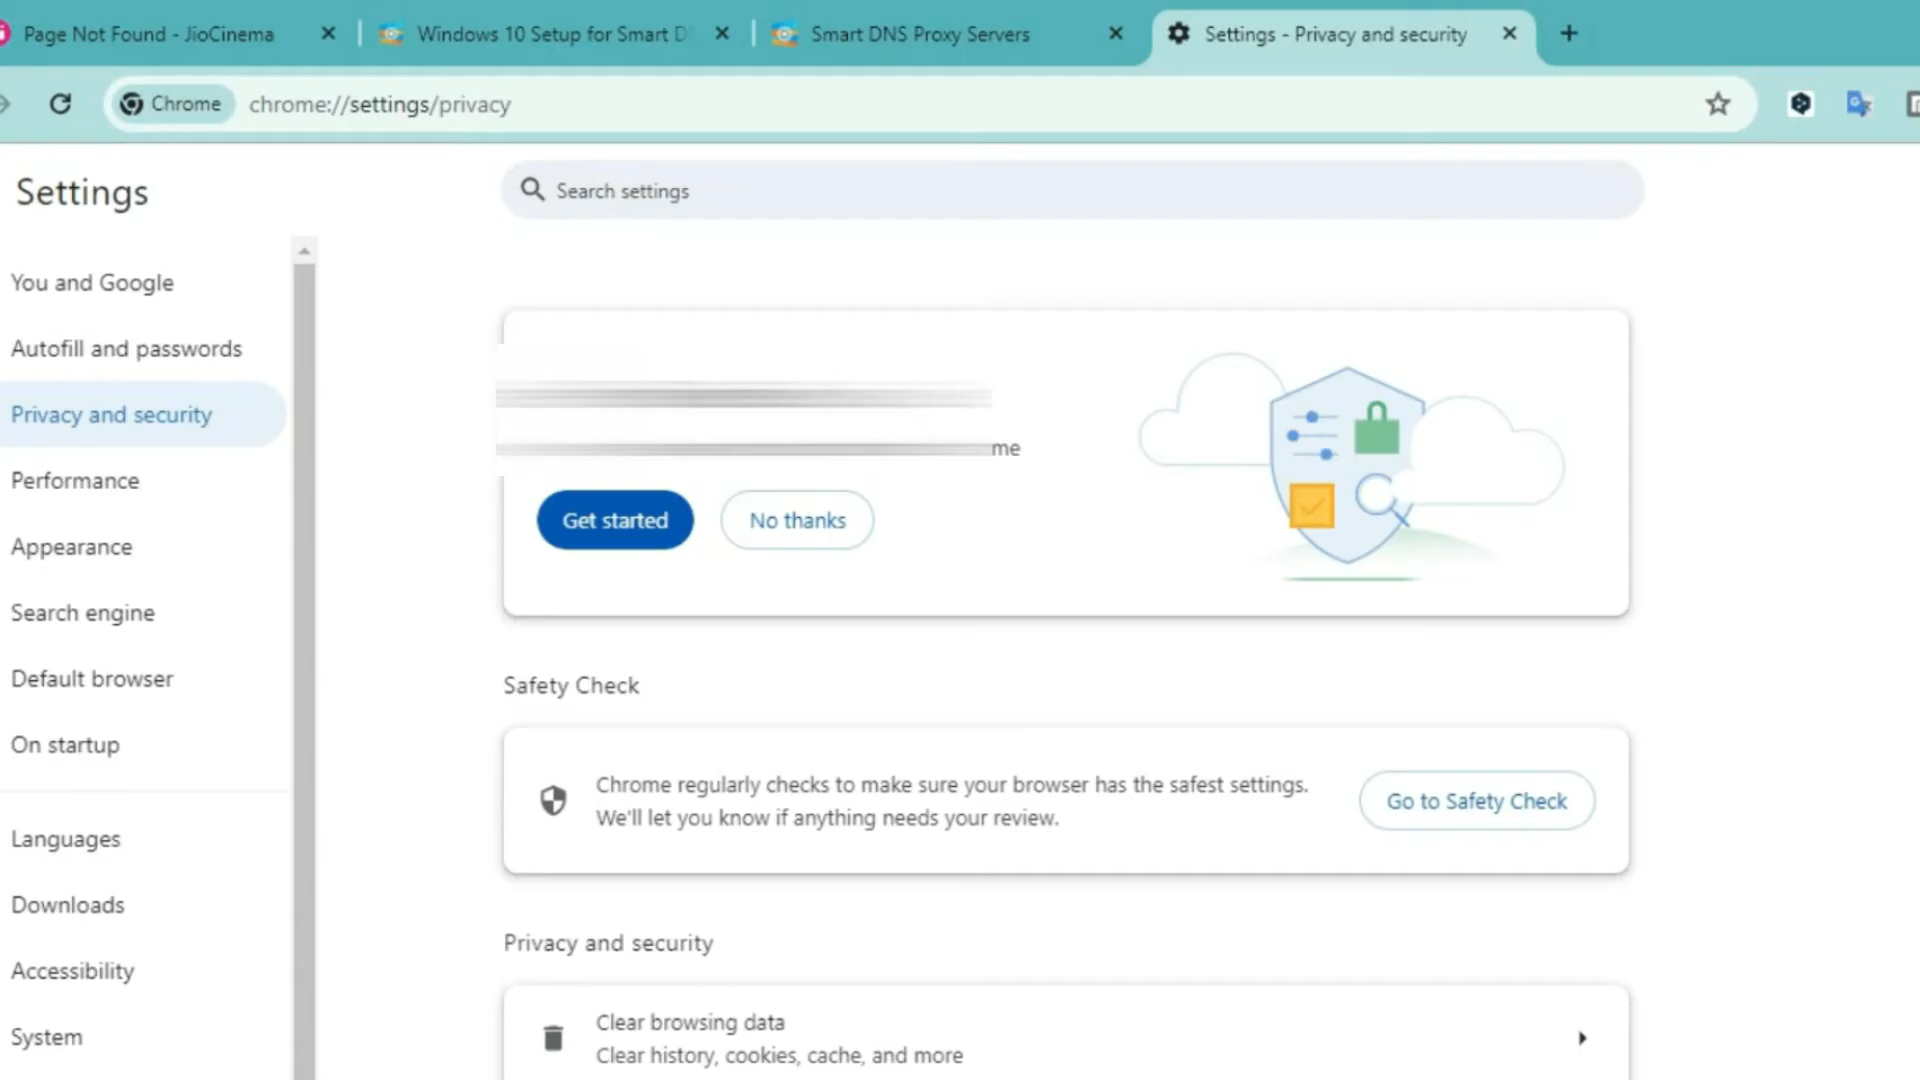 Page Not Found - JioCinema
Windows 10 Setup for Smart D
Smart DNS Proxy Servers
Settings - Privacy and security
Chrome
chrome://settings/privacy
Settings
Search settings
You and Google
Autofill and passwords
Privacy and security
Performance
Appearance
Search engine
Default browser
On startup
Languages
Downloads
Accessibility
System
me
Get started
No thanks
Safety Check
Chrome regularly checks to make sure your browser has the safest settings.
We'll let you know if anything needs your review.
Go to Safety Check
Privacy and security
Clear browsing data
Clear history, cookies, cache, and more